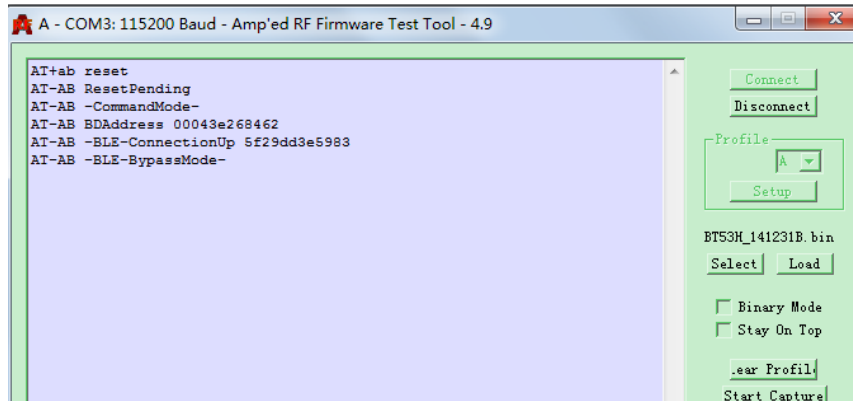 A - COM3: 115200 Baud - Amp'ed RF Firmware Test Tool - 4.9
AT+ab reset
AT-AB ResetPending
AT-AB -CommandMode-
AT-AB BDAddress 00043e268462
AT-AB -BLE-ConnectionUp 5f29dd3e5983
AT-AB -BLE-BypassMode-
Connect
Disconnect
Profile
A
Setup
BT53H_141231B.bin
Select Load
Binary Mode
Stay On Top
.ear Profil
Start Capture